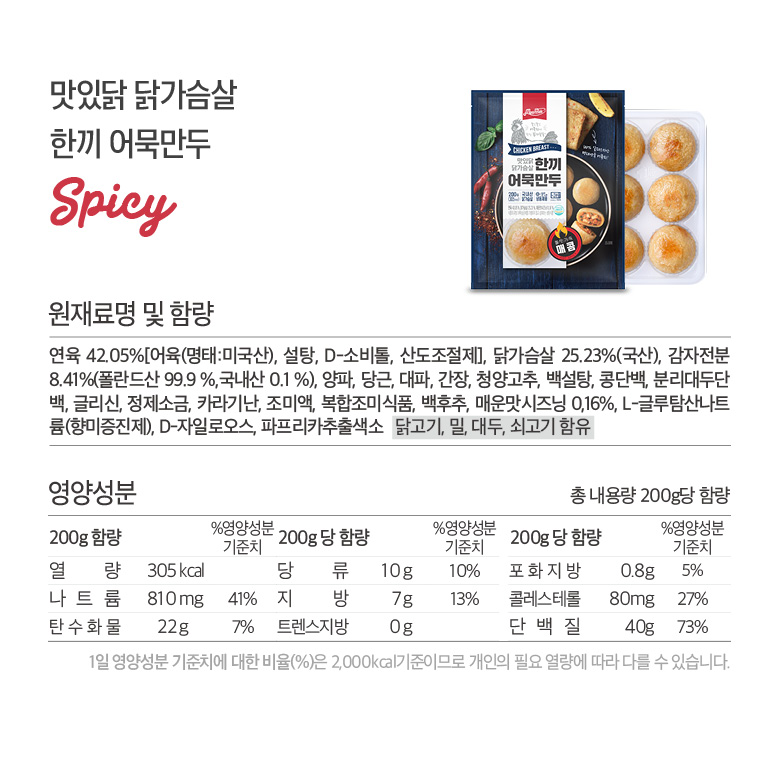 맛있닭 닭가슴살
한끼 어묵만두
Spicy
CHICKEN BREAST
맛있닭
닭가슴살
한끼
어묵만두
200g
매콤
원재료명 및 함량
연육 42.05%[어육(명태:미국산), 설탕, D-소비톨, 산도조절제], 닭가슴살 25.23%(국산), 감자전분
8.41%(폴란드산 99.9 %,국내산 0.1 %), 양파, 당근, 대파, 간장, 청양고추, 백설탕, 콩단백, 분리대두단
백, 글리신, 정제소금, 카라기난, 조미액, 복합조미식품, 백후추, 매운맛시즈닝 0,16%, L-글루탐산나트
륨(향미증진제), D-자일로오스, 파프리카추출색소 닭고기, 밀, 대두, 쇠고기 함유
영양성분
총 내용량 200g당 함량
200g 함량 %영양성분 기준치 200g 당 함량 %영양성분 기준치 200g 당 함량 %영양성분 기준치
열 량 305 kcal 당 류 10 g 10% 포화지방 0.8g 5%
나트륨 810 mg 41% 지 방 7g 13% 콜레스테롤 80mg 27%
탄수화물 22g 7% 트렌스지방 0g 단백질 40g 73%
1일 영양성분 기준치에 대한 비율(%)은 2,000kcal기준이므로 개인의 필요 열량에 따라 다를 수 있습니다.